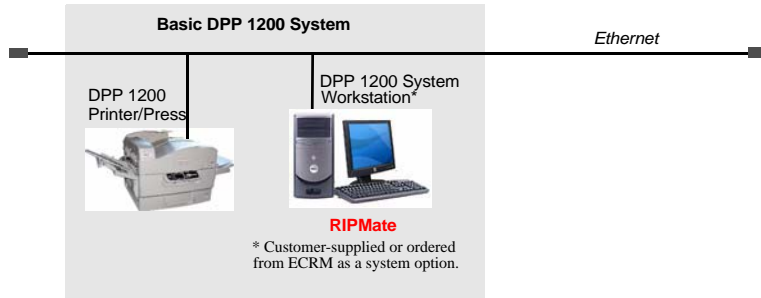 Basic DPP 1200 System
Ethernet
DPP 1200
Printer/Press
DPP 1200 System
Workstation*
RIPMate
* Customer-supplied or ordered
from ECRM as a system option.